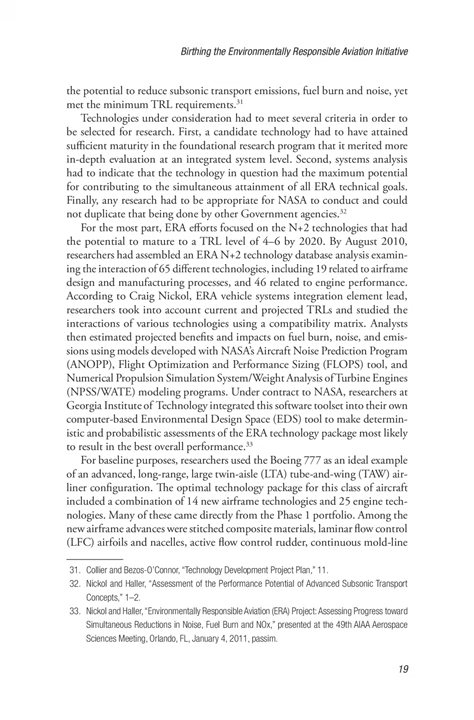 Birthing the Environmentally Responsible Aviation Initiative
the potential to reduce subsonic transport emissions, fuel burn and noise, yet
met the minimum TRL requirements.31
Technologies under consideration had to meet several criteria in order to
be selected for research. First, a candidate technology had to have attained
sufficient maturity in the foundational research program that it merited more
in-depth evaluation at an integrated system level. Second, systems analysis
had to indicate that the technology in question had the maximum potential
for contributing to the simultaneous attainment of all ERA technical goals.
Finally, any research had to be appropriate for NASA to conduct and could
not duplicate that being done by other Government agencies.32
For the most part, ERA efforts focused on the N+2 technologies that had
the potential to mature to a TRL level of 4–6 by 2020. By August 2010,
researchers had assembled an ERA N+2 technology database analysis examin-
ing the interaction of 65 different technologies, including 19 related to airframe
design and manufacturing processes, and 46 related to engine performance.
According to Craig Nickol, ERA vehicle systems integration element lead,
researchers took into account current and projected TRLs and studied the
interactions of various technologies using a compatibility matrix. Analysts
then estimated projected benefits and impacts on fuel burn, noise, and emis-
sions using models developed with NASA's Aircraft Noise Prediction Program
(ANOPP), Flight Optimization and Performance Sizing (FLOPS) tool, and
Numerical Propulsion Simulation System/Weight Analysis of Turbine Engines
(NPSS/WATE) modeling programs. Under contract to NASA, researchers at
Georgia Institute of Technology integrated this software toolset into their own
computer-based Environmental Design Space (EDS) tool to make determin-
istic and probabilistic assessments of the ERA technology package most likely
to result in the best overall performance.33
For baseline purposes, researchers used the Boeing 777 as an ideal example
of an advanced, long-range, large twin-aisle (LTA) tube-and-wing (TAW) air-
liner configuration. The optimal technology package for this class of aircraft
included a combination of 14 new airframe technologies and 25 engine tech-
nologies. Many of these came directly from the Phase 1 portfolio. Among the
new airframe advances were stitched composite materials, laminar flow control
(LFC) airfoils and nacelles, active flow control rudder, continuous mold-line
31. Collier and Bezos-O'Connor, "Technology Development Project Plan," 11.
32. Nickol and Haller, "Assessment of the Performance Potential of Advanced Subsonic Transport
Concepts," 1–2.
33. Nickol and Haller, "Environmentally Responsible Aviation (ERA) Project: Assessing Progress toward
Simultaneous Reductions in Noise, Fuel Burn and NOx," presented at the 49th AIAA Aerospace
Sciences Meeting, Orlando, FL, January 4, 2011, passim.
19